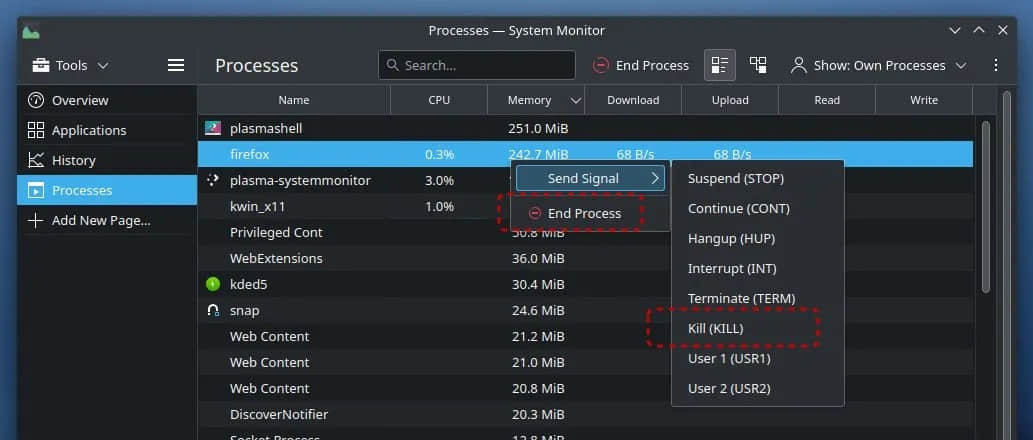 Processes — System Monitor
Tools
Processes
Search...
End Process
Show: Own Processes
Overview
Applications
History
Processes
Add New Page...
Name CPU Memory Download Upload Read Write
plasmashell 251.0 MiB
firefox 0.3% 242.7 MiB 68 B/s 68 B/s
plasma-systemmonitor 3.0%
kwin_x11 1.0%
Privileged Cont 50.8 MiB
WebExtensions 36.0 MiB
kded5 30.4 MiB
snap 24.6 MiB
Web Content 21.2 MiB
Web Content 21.0 MiB
Web Content 20.8 MiB
DiscoverNotifier 20.3 MiB
Socket Process 12.8 MiB
Send Signal
End Process
Suspend (STOP)
Continue (CONT)
Hangup (HUP)
Interrupt (INT)
Terminate (TERM)
Kill (KILL)
User 1 (USR1)
User 2 (USR2)